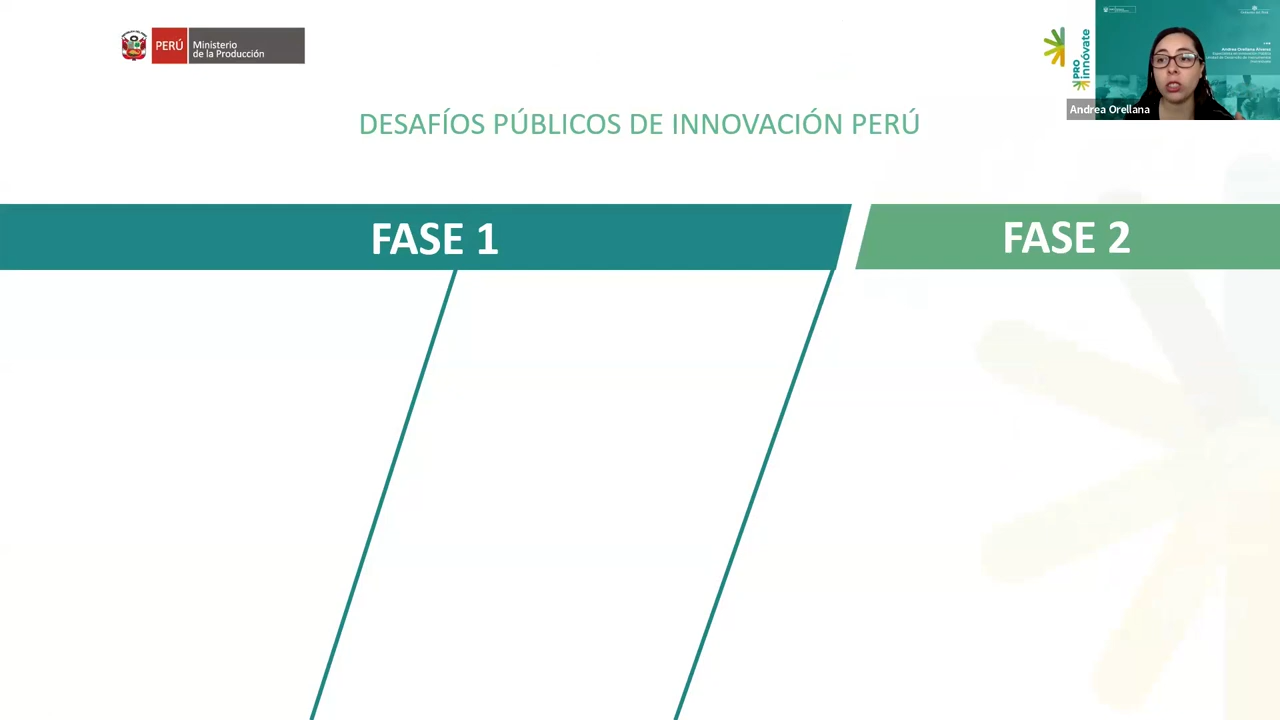 PERÚ
Ministerio
de la Producción
PRO
innóvate
Andrea Orellana
DESAFÍOS PÚBLICOS DE INNOVACIÓN PERÚ
FASE 1
FASE 2